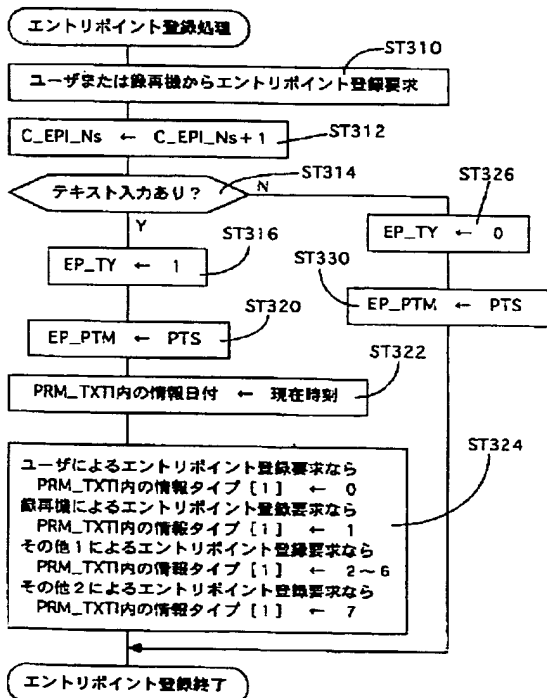 エントリポイント登録処理
ST310
ユーザまたは録再機からエントリポイント登録要求
C_EPI_Ns ← C_EPI_Ns+1
ST312
テキスト入力あり?
ST314
N
Y
ST326
EP_TY ← 0
ST316
EP_TY ← 1
ST330
EP_PTM ← PTS
ST320
EP_PTM ← PTS
ST322
PRM_TXTI内の情報日付 ← 現在時刻
ST324
ユーザによるエントリポイント登録要求なら
PRM_TXTI内の情報タイプ [1] ← 0
録再機によるエントリポイント登録要求なら
PRM_TXTI内の情報タイプ [1] ← 1
その他1によるエントリポイント登録要求なら
PRM_TXTI内の情報タイプ [1] ← 2~6
その他2によるエントリポイント登録要求なら
PRM_TXTI内の情報タイプ [1] ← 7
エントリポイント登録終了